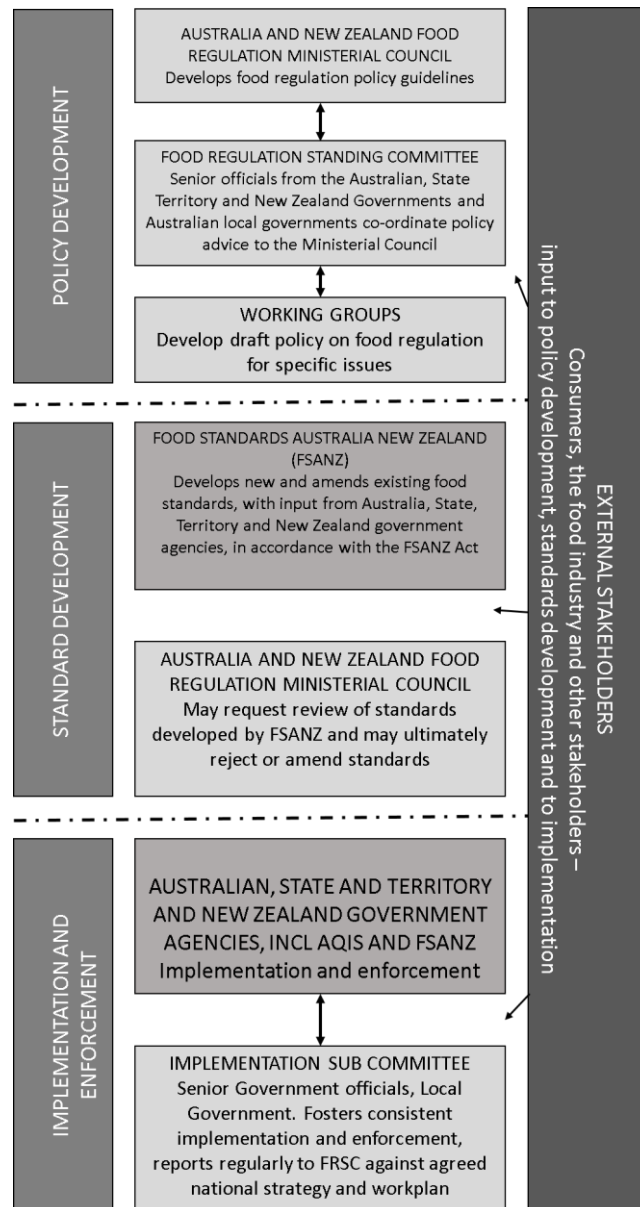 POLICY DEVELOPMENT
AUSTRALIA AND NEW ZEALAND FOOD
REGULATION MINISTERIAL COUNCIL
Develops food regulation policy guidelines
FOOD REGULATION STANDING COMMITTEE
Senior officials from the Australian, State
Territory and New Zealand Governments and
Australian local governments co-ordinate policy
advice to the Ministerial Council
WORKING GROUPS
Develop draft policy on food regulation
for specific issues
STANDARD DEVELOPMENT
FOOD STANDARDS AUSTRALIA NEW ZEALAND
(FSANZ)
Develops new and amends existing food
standards, with input from Australia, State,
Territory and New Zealand government
agencies, in accordance with the FSANZ Act
AUSTRALIA AND NEW ZEALAND FOOD
REGULATION MINISTERIAL COUNCIL
May request review of standards
developed by FSANZ and may ultimately
reject or amend standards
IMPLEMENTATION AND
ENFORCEMENT
AUSTRALIAN, STATE AND TERRITORY
AND NEW ZEALAND GOVERNMENT
AGENCIES, INCL AQIS AND FSANZ
Implementation and enforcement
IMPLEMENTATION SUB COMMITTEE
Senior Government officials, Local
Government. Fosters consistent
implementation and enforcement,
reports regularly to FRSC against agreed
national strategy and workplan
EXTERNAL STAKEHOLDERS
Consumers, the food industry and other stakeholders –
input to policy development, standards development and to implementation